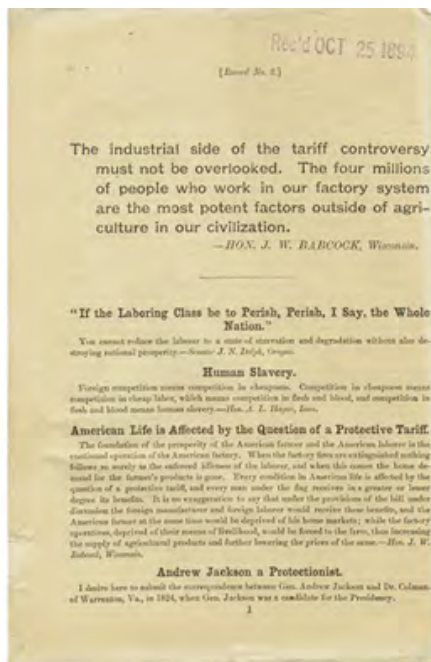 Rec'd OCT 25 1894
[Record No. 2.]
The industrial side of the tariff controversy
must not be overlooked. The four millions
of people who work in our factory system
are the most potent factors outside of agri-
culture in our civilization.
—HON. J. W. BABCOCK, Wisconsin.
"If the Laboring Class be to Perish, Perish, I Say, the Whole
Nation."
You cannot reduce the laborer to a state of starvation and degradation without also de-
stroying national prosperity.—Senator J. N. Dolph, Oregon.
Human Slavery.
Foreign competition means competition in cheapness. Competition in cheapness means
competition in cheap labor, which means competition in flesh and blood, and competition in
flesh and blood means human slavery.—Hon. A. L. Hager, Iowa.
American Life is Affected by the Question of a Protective Tariff.
The foundation of the prosperity of the American farmer and the American laborer is the
continued operation of the American factory. When the factory fires are extinguished nothing
follows so surely as the enforced idleness of the laborer, and when this comes the home de-
mand for the farmer's products is gone. Every condition in American life is affected by the
question of a protective tariff, and every man under the flag receives in a greater or lesser
degree its benefits. It is no exaggeration to say that under the provisions of the bill under
discussion the foreign manufacturer and foreign laborer would receive these benefits, and the
American farmer at the same time would be deprived of his home markets; while the factory
operatives, deprived of their means of livelihood, would be forced to the farm, thus increasing
the supply of agricultural products and further lowering the prices of the same.—Hon. J. W.
Babcock, Wisconsin.
Andrew Jackson a Protectionist.
I desire here to submit the correspondence between Gen. Andrew Jackson and Dr. Colman,
of Warrenton, Va., in 1824, when Gen. Jackson was a candidate for the Presidency.
1